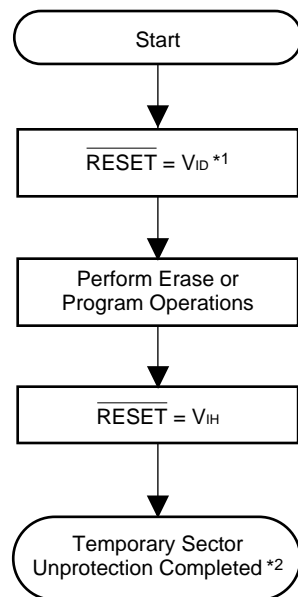 Start
RESET = VID *1
Perform Erase or
Program Operations
RESET = VIH
Temporary Sector
Unprotection Completed *2